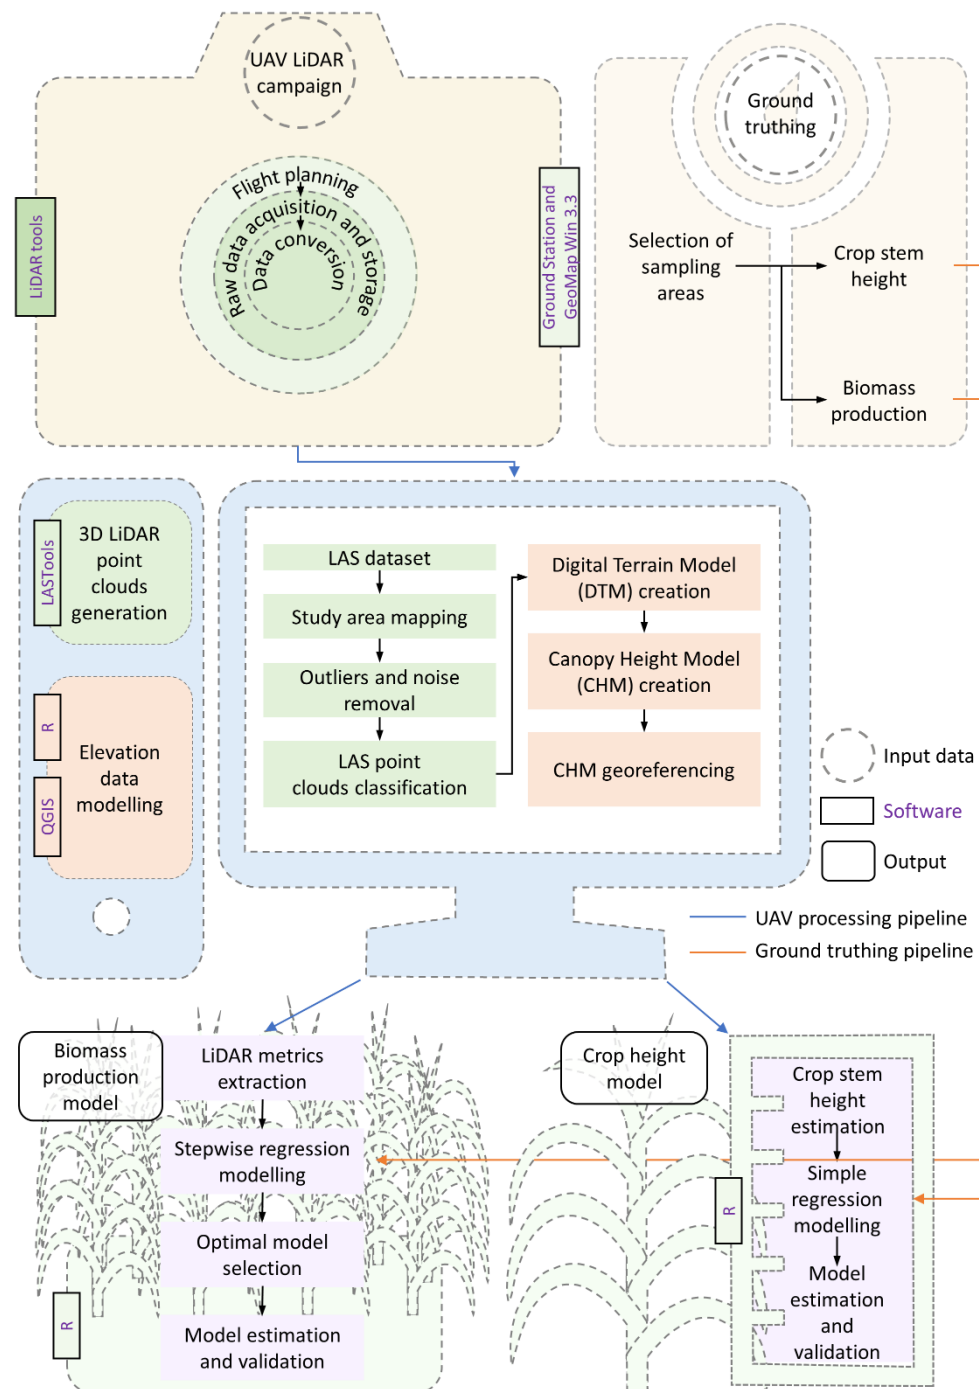 UAV LiDAR
campaign
Flight planning
Raw data acquisition and storage
Data conversion
LiDAR tools
Ground Station and
GeoMap Win 3.3
Ground
truthing
Selection of
sampling
areas
Crop stem
height
Biomass
production
3D LiDAR
point
clouds
generation
LASTools
Elevation
data
modelling
R
QGIS
LAS dataset
Study area mapping
Outliers and noise
removal
LAS point
clouds classification
Digital Terrain Model
(DTM) creation
Canopy Height Model
(CHM) creation
CHM georeferencing
Input data
Software
Output
UAV processing pipeline
Ground truthing pipeline
Biomass
production
model
LiDAR metrics
extraction
Stepwise regression
modelling
Optimal model
selection
Model estimation
and validation
R
Crop height
model
Crop stem
height
estimation
Simple
regression
modelling
Model
estimation
and
validation
R